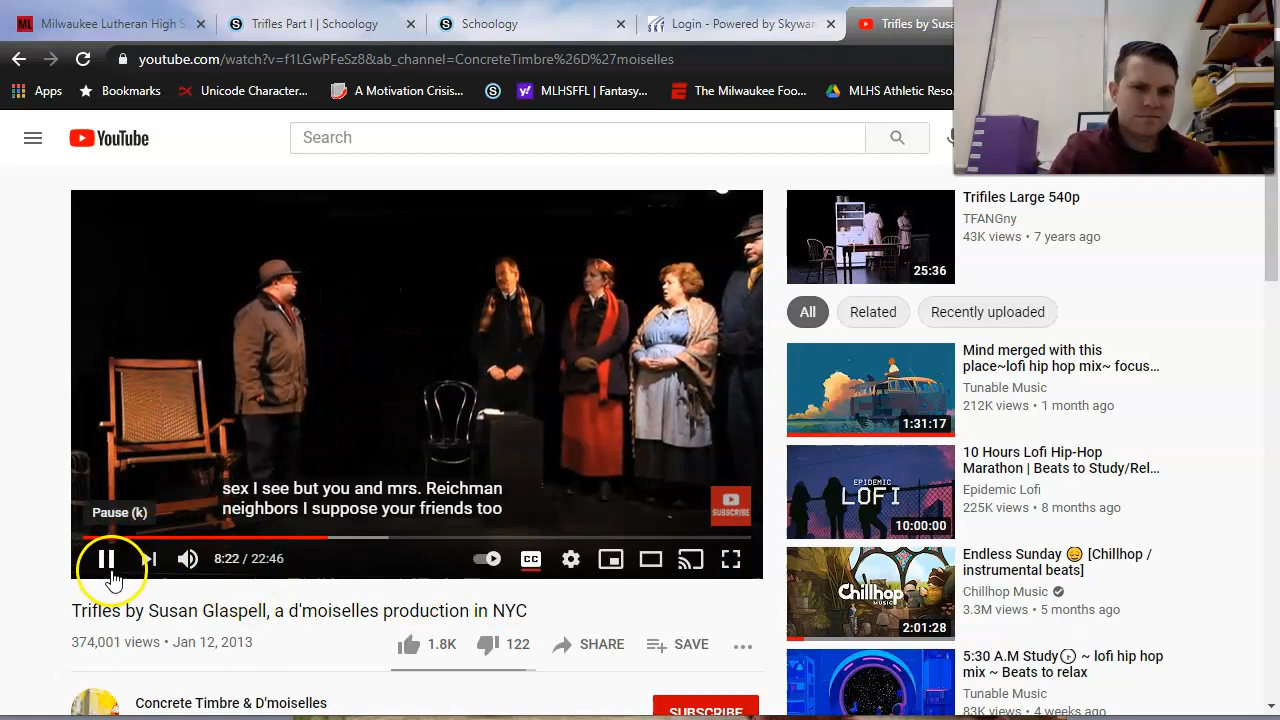 Milwaukee Lutheran High S
Trifles Part I | Schoology
Schoology
Login - Powered by Skywar
Trifles by Susa
youtube.com/watch?v=f1LGwPFeSz8&ab_channel=ConcreteTimbre%26D%27moiselles
Apps
Bookmarks
Unicode Character...
A Motivation Crisis...
MLHSFFL | Fantasy...
The Milwaukee Foo...
MLHS Athletic Reso
YouTube
Search
sex I see but you and mrs. Reichman
neighbors I suppose your friends too
SUBSCRIBE
Pause (k)
8:22 / 22:46
CC
Trifles by Susan Glaspell, a d'moiselles production in NYC
374,001 views • Jan 12, 2013
1.8K
122
SHARE
SAVE
Concrete Timbre & D'moiselles
SUBSCRIBE
25:36
Trifiles Large 540p
TFANGny
43K views • 7 years ago
All
Related
Recently uploaded
1:31:17
Mind merged with this
place~lofi hip hop mix~ focus...
Tunable Music
212K views • 1 month ago
EPIDEMIC
LOFI
10:00:00
10 Hours Lofi Hip-Hop
Marathon | Beats to Study/Rel...
Epidemic Lofi
225K views • 8 months ago
Chillhop
MUSIC
2:01:28
Endless Sunday 😊 [Chillhop /
instrumental beats]
Chillhop Music
3.3M views • 5 months ago
5:30 A.M Study ~ lofi hip hop
mix ~ Beats to relax
Tunable Music
83K views • 4 weeks ago